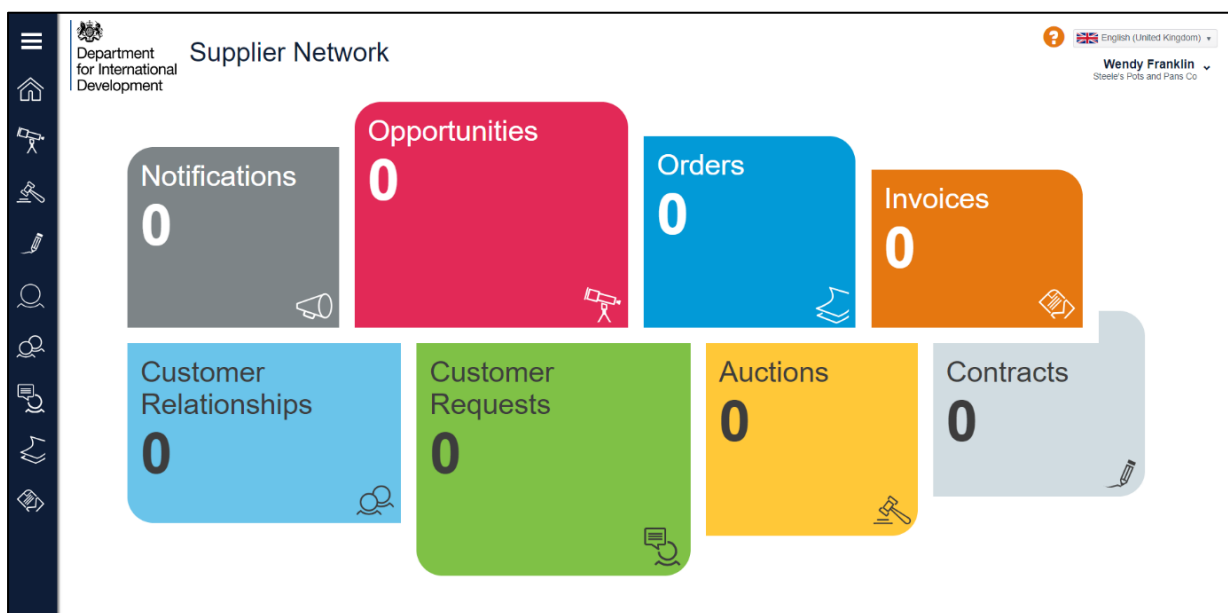 Department
for International
Development
Supplier Network
English (United Kingdom)
Wendy Franklin
Steele's Pots and Pans Co
Notifications
0
Opportunities
0
Orders
0
Invoices
0
Customer
Relationships
0
Customer
Requests
0
Auctions
0
Contracts
0